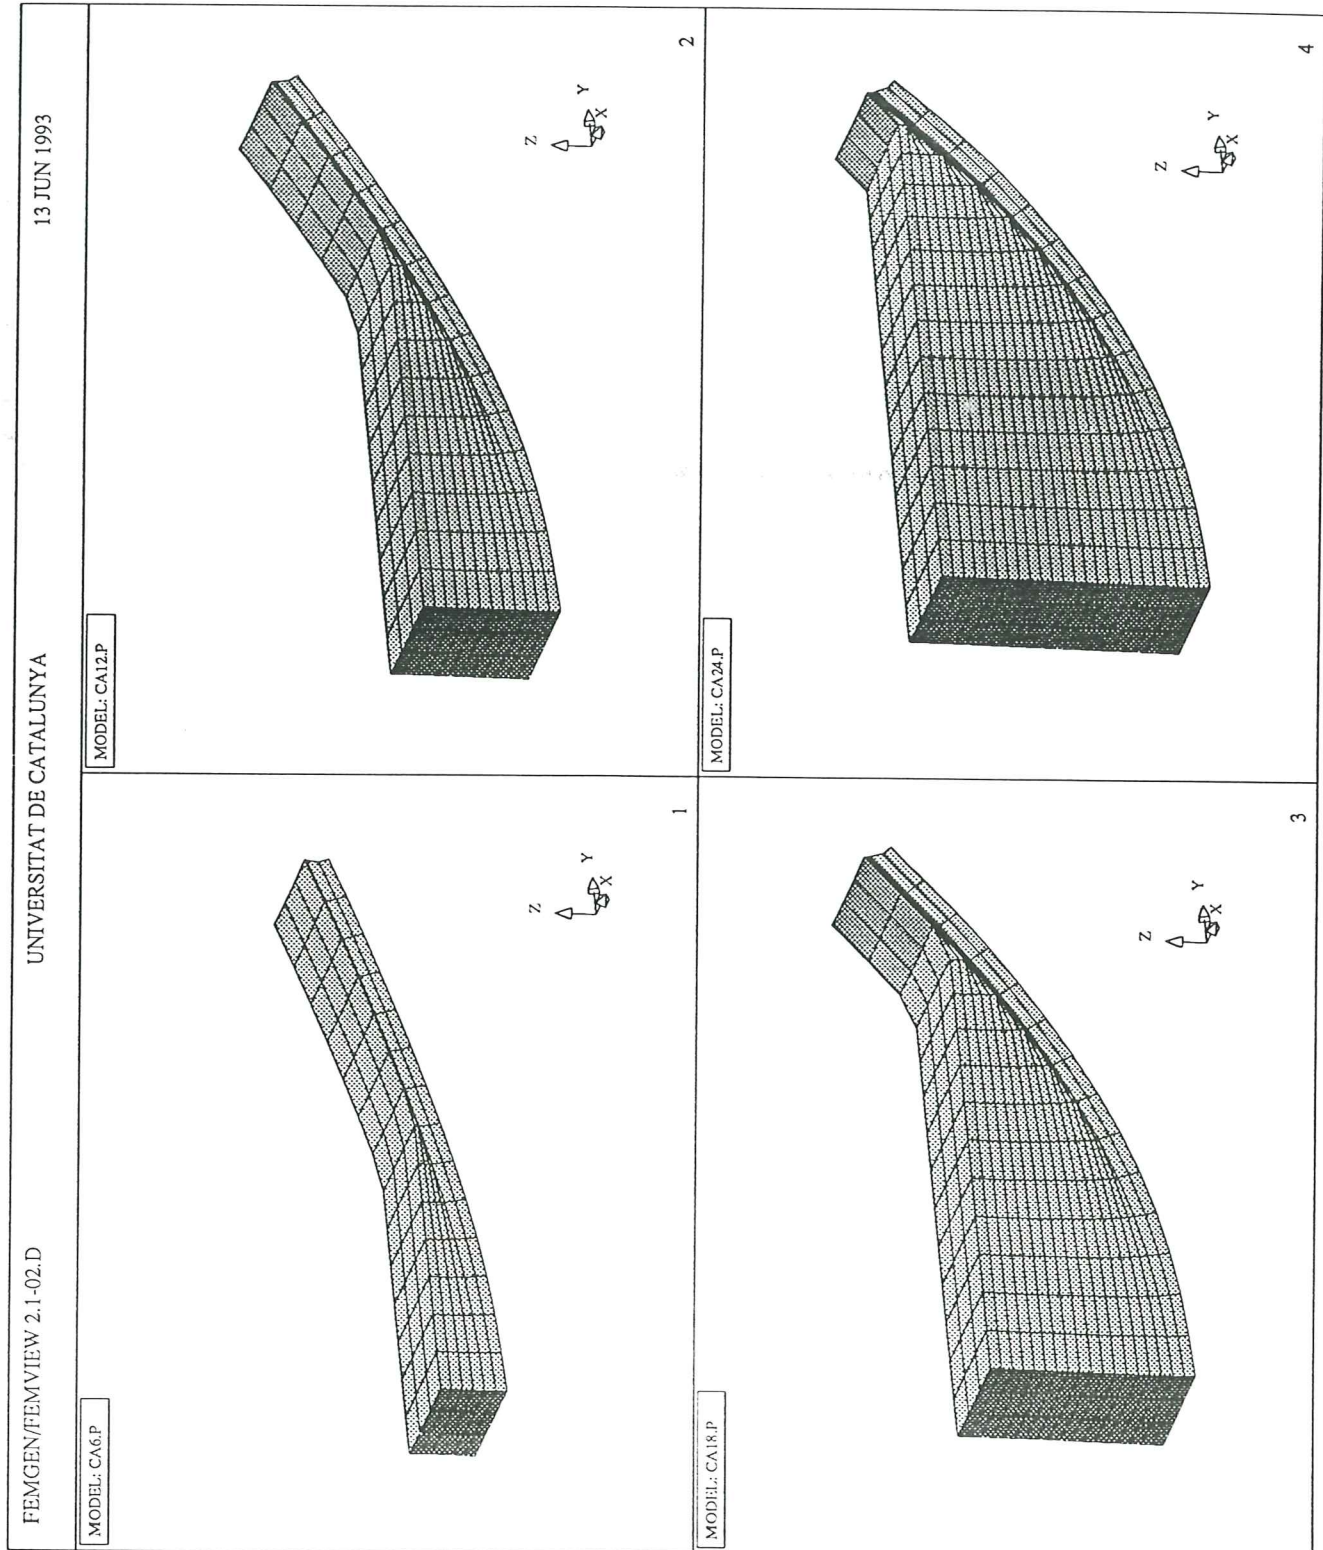 FEMGEN/FEMVIEW 2.1-02.D
UNIVERSITAT DE CATALUNYA
13 JUN 1993
MODEL: CA6.P
Z
Y
X
1
MODEL: CA12.P
Z
Y
X
2
MODEL: CA18.P
Z
Y
X
3
MODEL: CA24.P
Z
Y
X
4